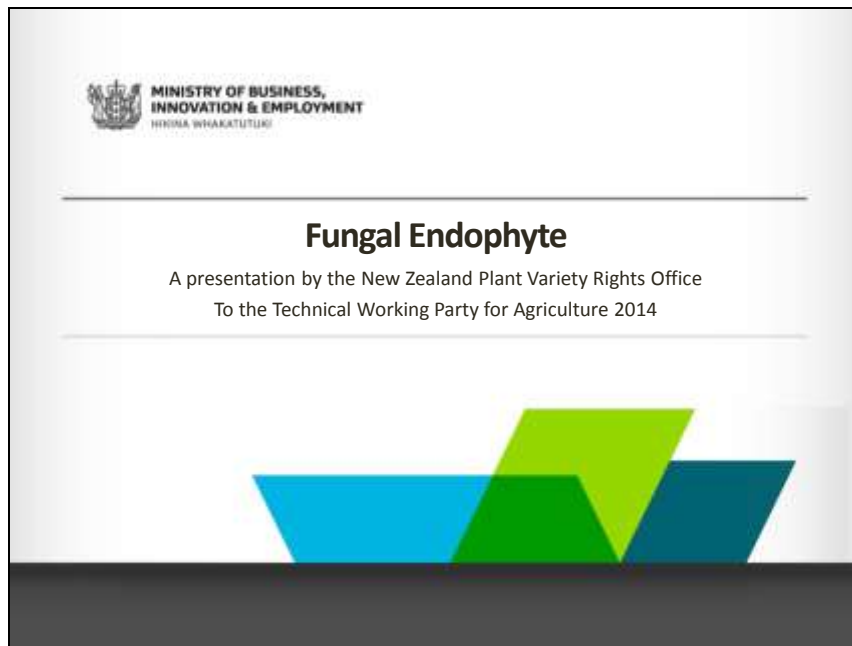 MINISTRY OF BUSINESS,
INNOVATION & EMPLOYMENT
HIKINA WHAKATUTUKI
Fungal Endophyte
A presentation by the New Zealand Plant Variety Rights Office
To the Technical Working Party for Agriculture 2014